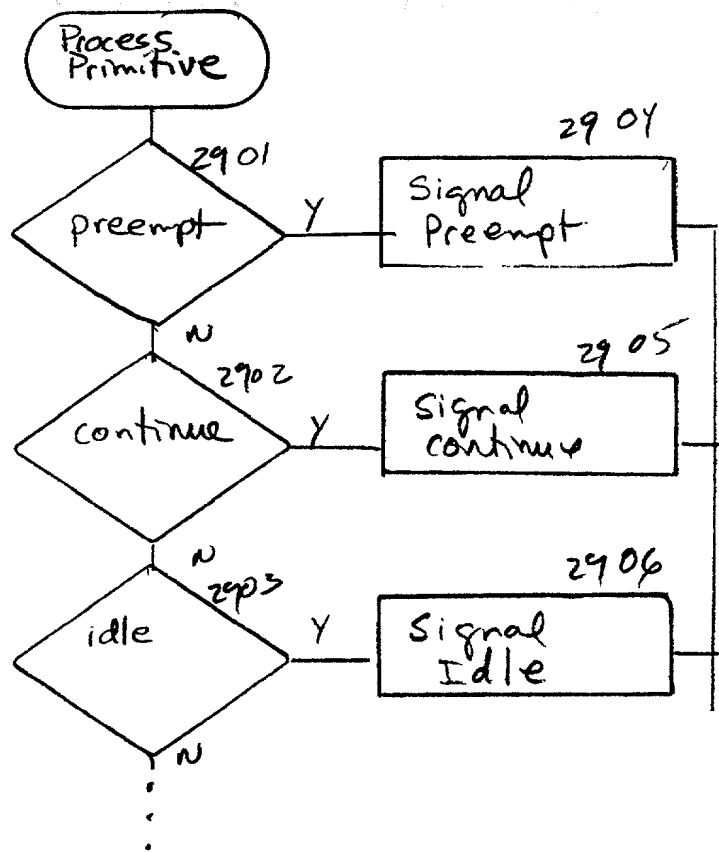 Process
Primitive
2901
preempt
Y
2904
Signal
Preempt
N
2902
continue
Y
2905
Signal
continue
N
2903
idle
Y
2906
Signal
Idle
N